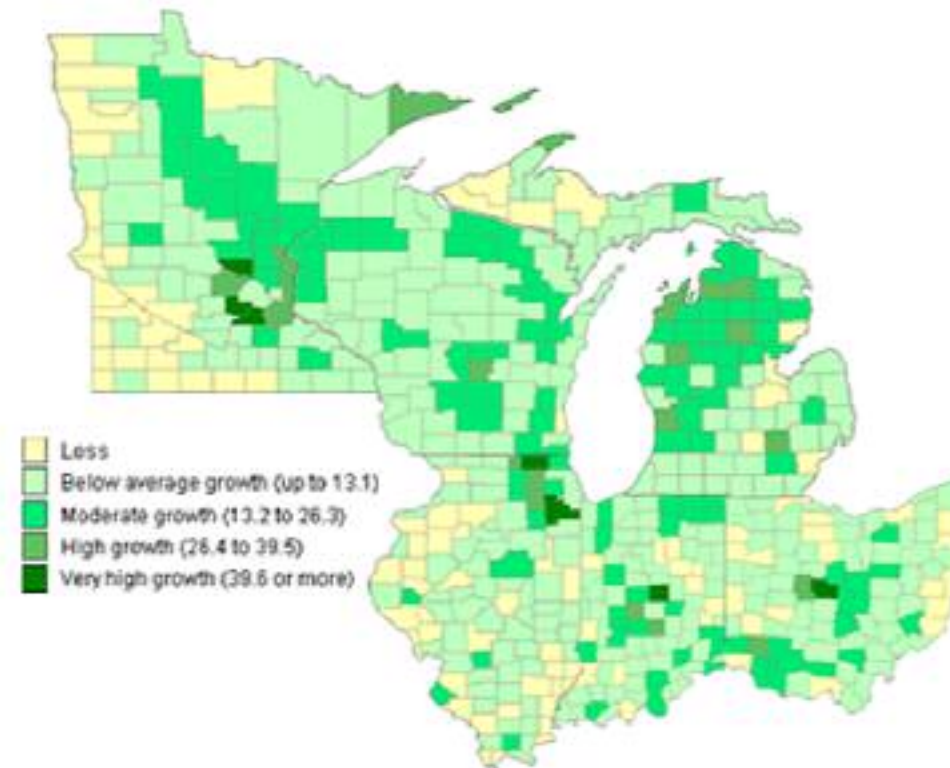 Loss
Below average growth (up to 13.1)
Moderate growth (13.2 to 26.3)
High growth (26.4 to 39.5)
Very high growth (39.6 or more)